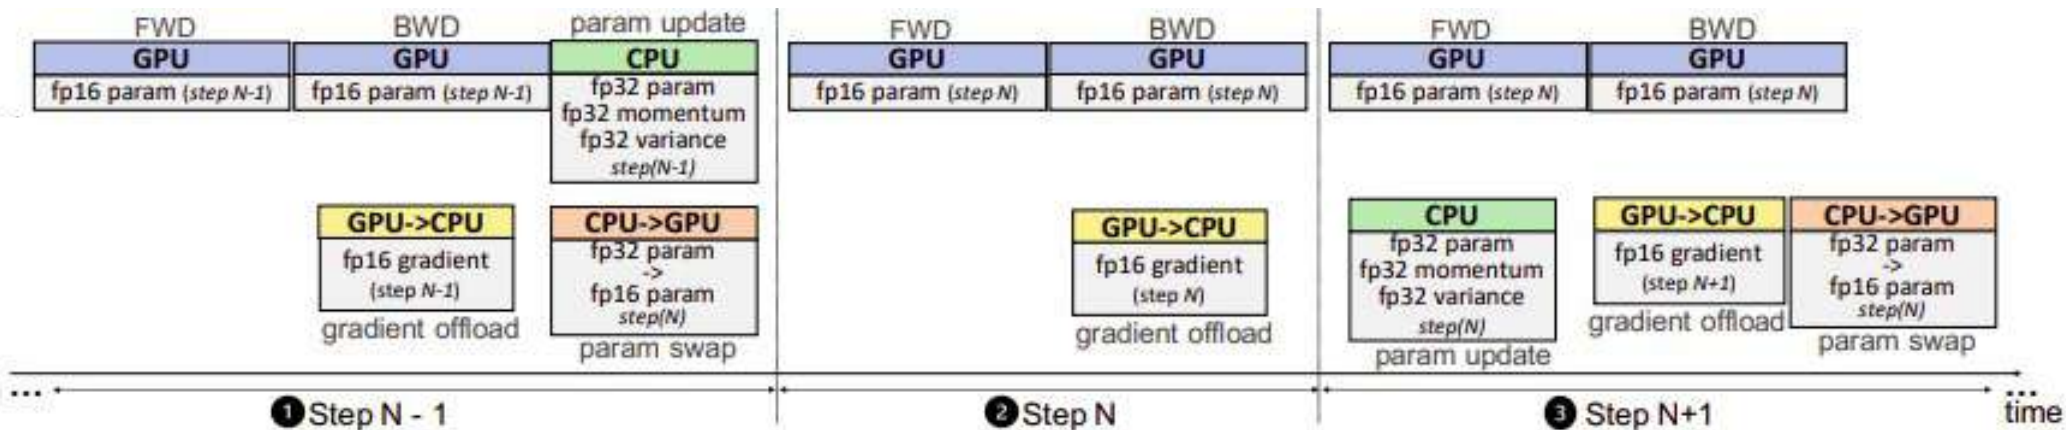 FWD
GPU
fp16 param (step N-1)
BWD
GPU
fp16 param (step N-1)
param update
CPU
fp32 param
fp32 momentum
fp32 variance
step(N-1)
GPU->CPU
fp16 gradient
(step N-1)
gradient offload
CPU->GPU
fp32 param
->
fp16 param
step(N)
param swap
FWD
GPU
fp16 param (step N)
BWD
GPU
fp16 param (step N)
GPU->CPU
fp16 gradient
(step N)
gradient offload
FWD
GPU
fp16 param (step N)
BWD
GPU
fp16 param (step N)
CPU
fp32 param
fp32 momentum
fp32 variance
step(N)
param update
GPU->CPU
fp16 gradient
(step N+1)
gradient offload
CPU->GPU
fp32 param
->
fp16 param
step(N)
param swap
...
❶ Step N - 1
❷ Step N
❸ Step N+1
...
time